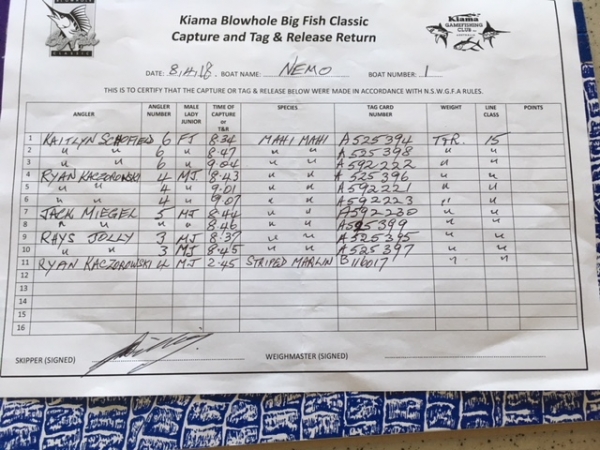 CLASSIC
Kiama Blowhole Big Fish Classic
Capture and Tag & Release Return
Kiama
GAMEFISHING
CLUB INC.
DATE: 8/4/18 BOAT NAME: NEMO BOAT NUMBER: 1
THIS IS TO CERTIFY THAT THE CAPTURE OR TAG & RELEASE BELOW WERE MADE IN ACCORDANCE WITH N.S.W.G.F.A RULES.
ANGLER ANGLER NUMBER MALE LADY JUNIOR TIME OF CAPTURE or T&R SPECIES TAG CARD NUMBER WEIGHT LINE CLASS POINTS
1 KAITLYN SCHOFIELD 6 FJ 8:34 MAHI MAHI A525394 T&R. 15
2 " " 6 " 8:47 " " A525398 " "
3 " " 6 " 9:04 " " A592222 " "
4 RYAN KACZOROWSKI 4 MJ 8:43 " " A525396 " "
5 " " 4 " 9:01 " " A592221 " "
6 " " 4 " 9:07 " " A592223 " "
7 JACK MIEGEL 5 MJ 8:44 " " A592230 " "
8 " " " " 8:46 " " A525399 " "
9 RHYS JOLLY 3 MJ 8:37 " " A525395 " "
10 " " 3 MJ 8:45 " " A525397 " "
11 RYAN KACZOROWSKI 4 MJ 2:45 STRIPED MARLIN B116017 " "
12
13
14
15
16
SKIPPER (SIGNED) WEIGHMASTER (SIGNED)